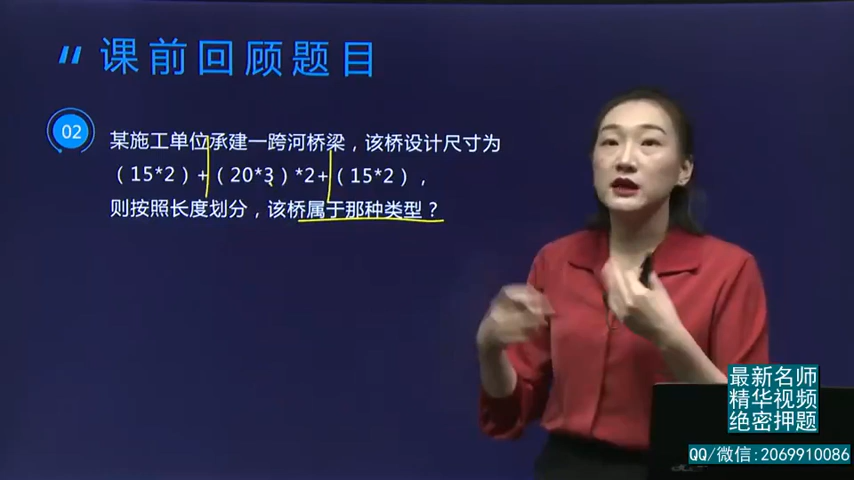 课前回顾题目
02
某施工单位承建一跨河桥梁，该桥设计尺寸为
（15*2）+（20*3）*2+（15*2），
则按照长度划分，该桥属于那种类型？
最新名师
精华视频
绝密押题
QQ/微信:2069910086